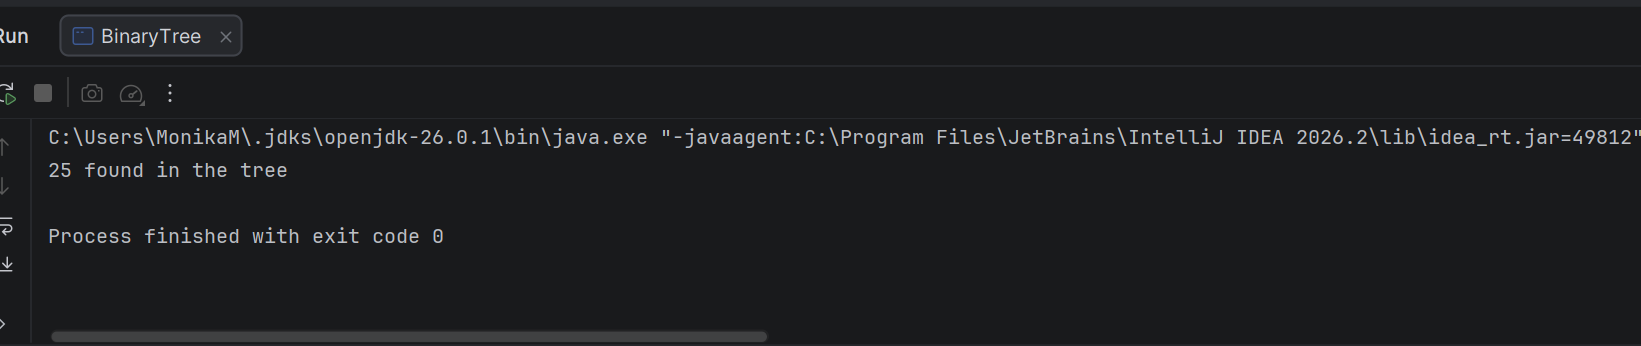 Run
BinaryTree
C:\Users\MonikaM\.jdks\openjdk-26.0.1\bin\java.exe "-javaagent:C:\Program Files\JetBrains\IntelliJ IDEA 2026.2\lib\idea_rt.jar=49812"
25 found in the tree
Process finished with exit code 0